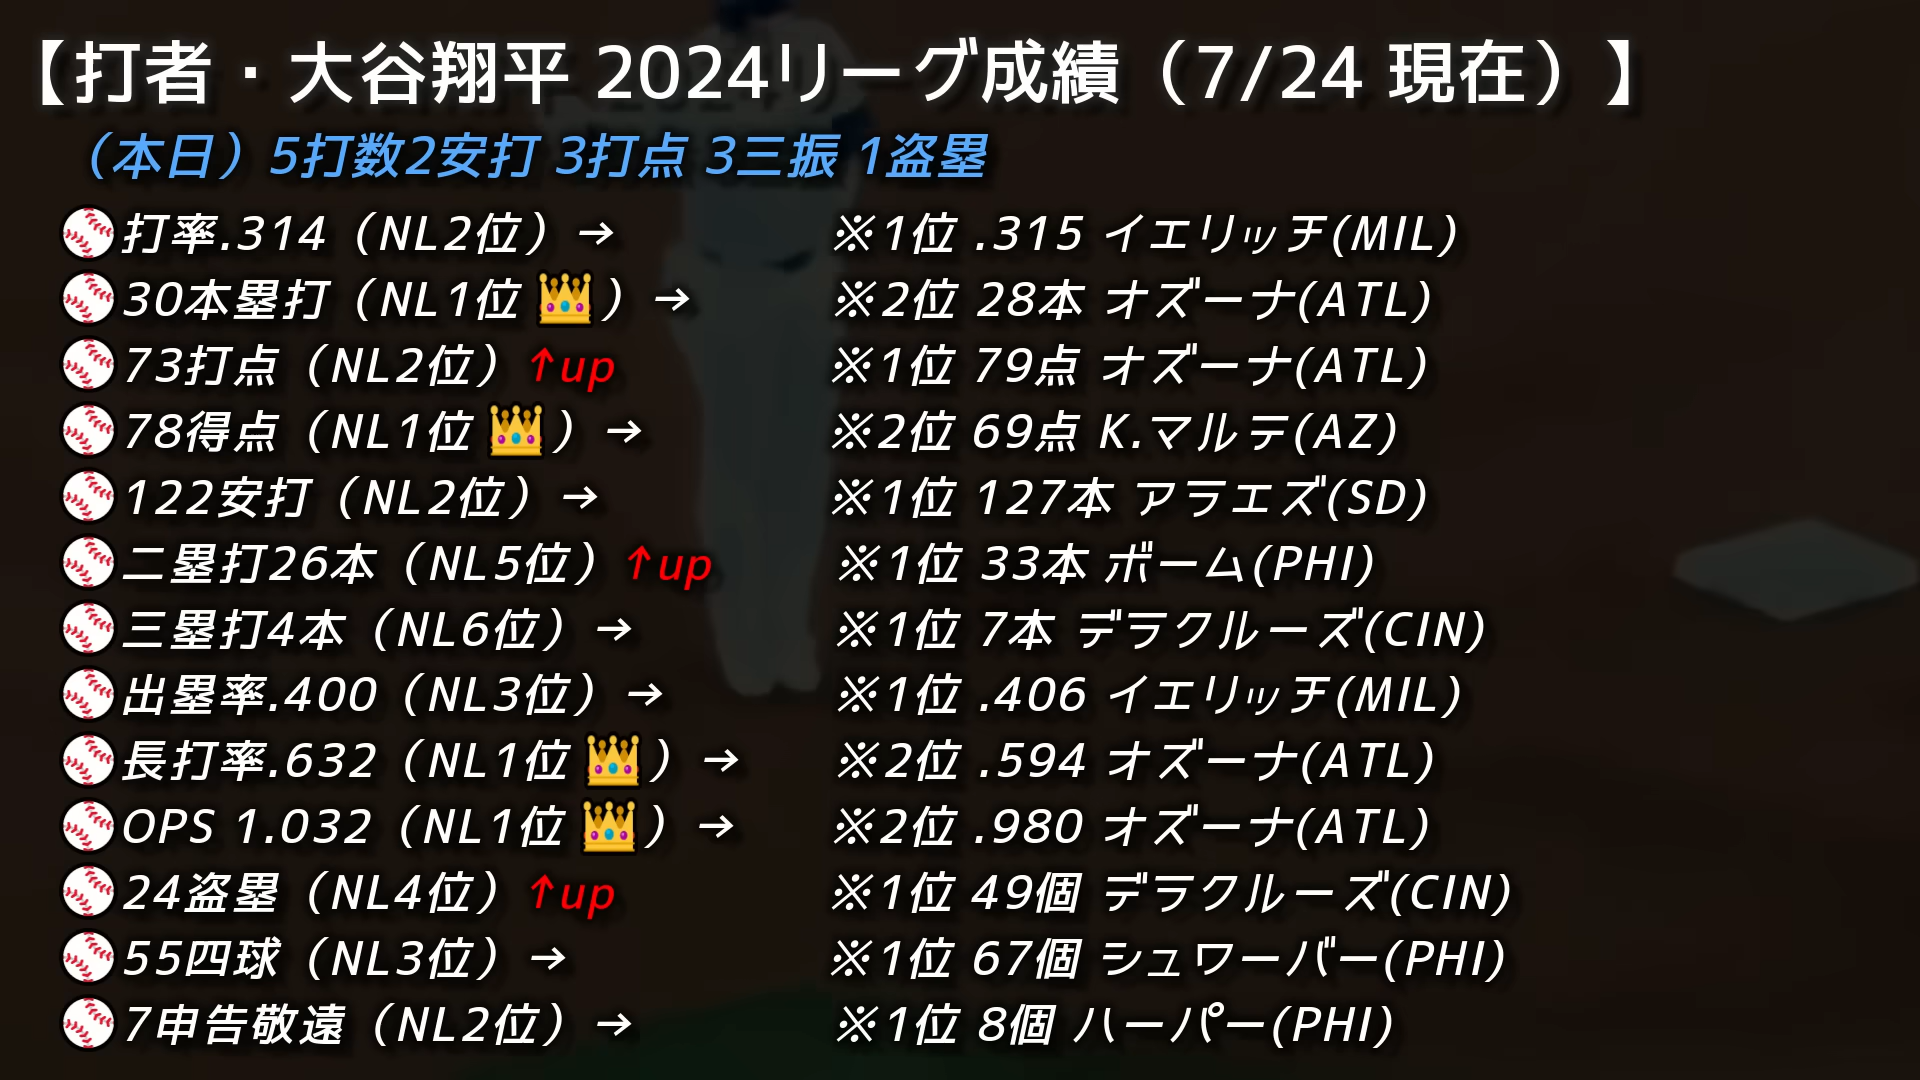 【打者・大谷翔平 2024リーグ成績（7/24 現在）】
（本日）5打数2安打 3打点 3三振 1盗塁
⚾打率.314（NL2位）→ ※1位 .315 イエリッチ(MIL)
⚾30本塁打（NL1位 👑）→ ※2位 28本 オズーナ(ATL)
⚾73打点（NL2位）↑up ※1位 79点 オズーナ(ATL)
⚾78得点（NL1位 👑）→ ※2位 69点 K.マルテ(AZ)
⚾122安打（NL2位）→ ※1位 127本 アラエズ(SD)
⚾二塁打26本（NL5位）↑up ※1位 33本 ボーム(PHI)
⚾三塁打4本（NL6位）→ ※1位 7本 デラクルーズ(CIN)
⚾出塁率.400（NL3位）→ ※1位 .406 イエリッチ(MIL)
⚾長打率.632（NL1位 👑）→ ※2位 .594 オズーナ(ATL)
⚾OPS 1.032（NL1位 👑）→ ※2位 .980 オズーナ(ATL)
⚾24盗塁（NL4位）↑up ※1位 49個 デラクルーズ(CIN)
⚾55四球（NL3位）→ ※1位 67個 シュワーバー(PHI)
⚾7申告敬遠（NL2位）→ ※1位 8個 ハーパー(PHI)